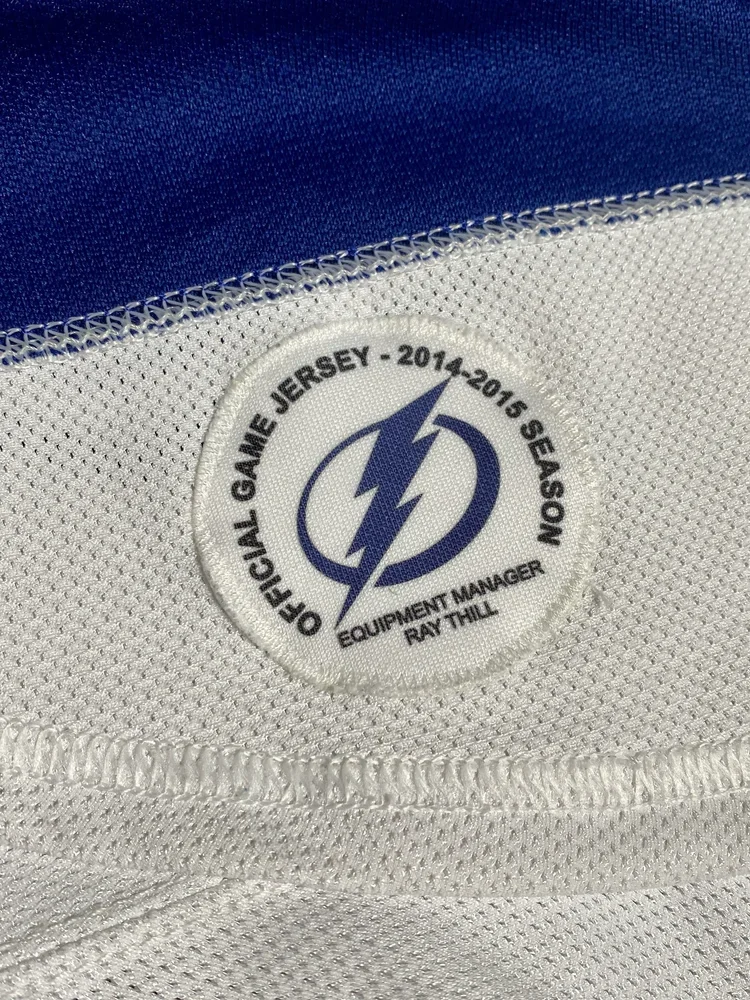 OFFICIAL GAME JERSEY - 2014-2015 SEASON
EQUIPMENT MANAGER
RAY THILL